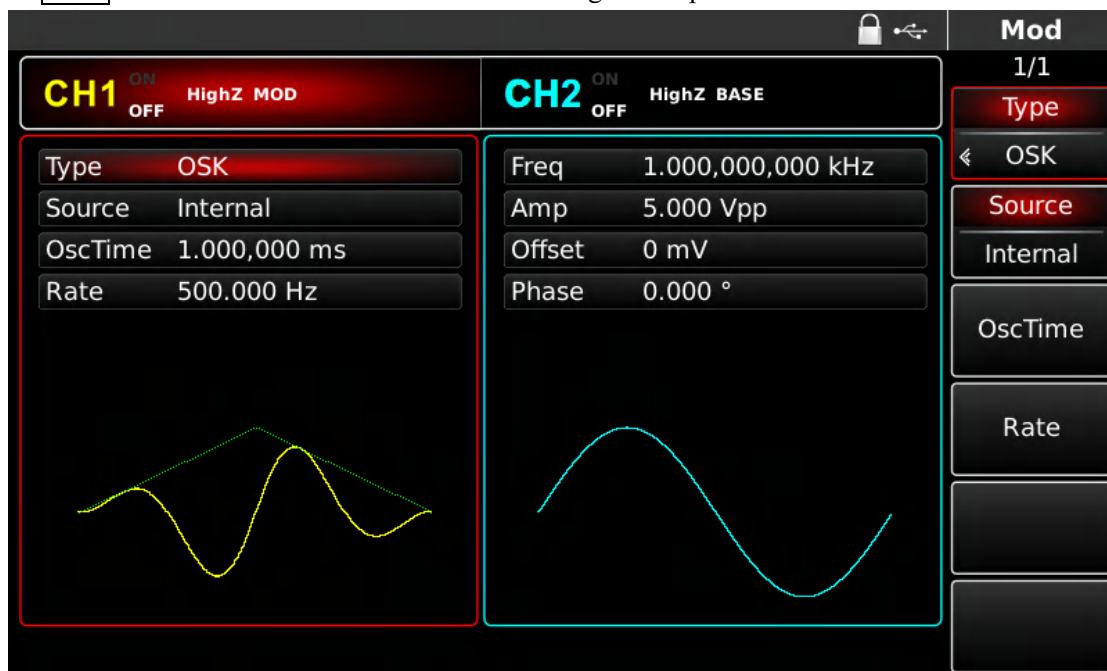 Mod
1/1
CH1 ON OFF HighZ MOD
CH2 ON OFF HighZ BASE
Type OSK
Source Internal
OscTime 1.000,000 ms
Rate 500.000 Hz
Freq 1.000,000,000 kHz
Amp 5.000 Vpp
Offset 0 mV
Phase 0.000 °
Type
OSK
Source
Internal
OscTime
Rate